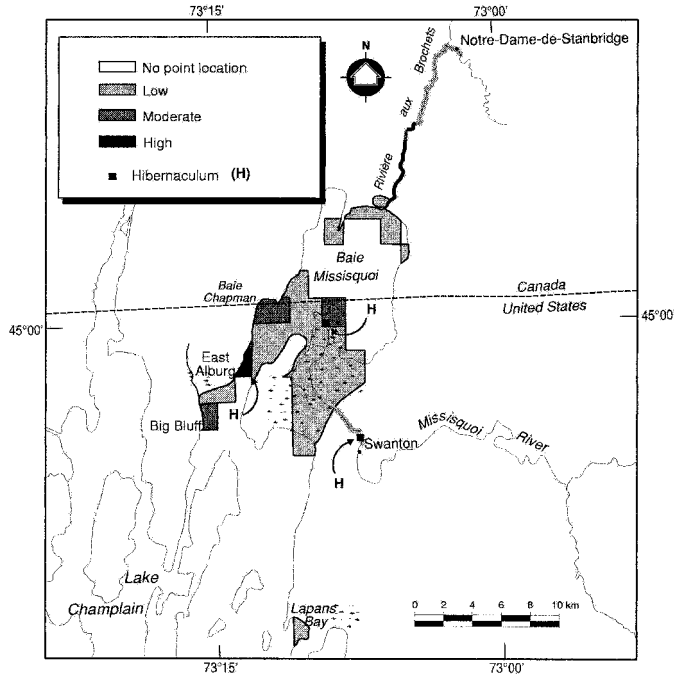 73°15'
73°00'
No point location
Low
Moderate
High
Hibernaculum (H)
N
Notre-Dame-de-Stanbridge
Rivière aux Brochets
Baie
Missisquoi
Baie
Chapman
Canada
United States
45°00'
45°00'
H
East
Alburg
H
Big Bluff
Missisquoi River
Swanton
H
Lake
Champlain
Lapans
Bay
0 2 4 6 8 10 km
73°15'
73°00'